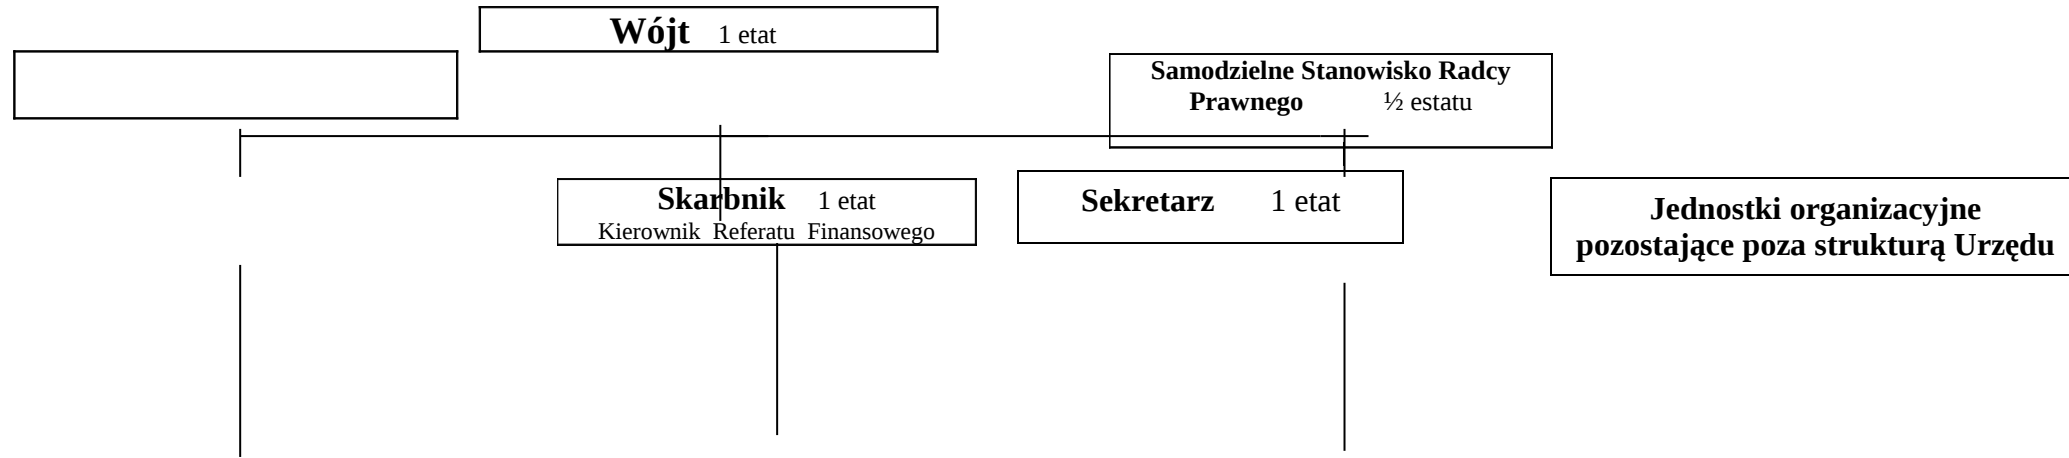 Wójt 1 etat
Samodzielne Stanowisko Radcy
Prawnego ½ estatu
Skarbnik 1 etat
Kierownik Referatu Finansowego
Sekretarz 1 etat
Jednostki organizacyjne
pozostające poza strukturą Urzędu